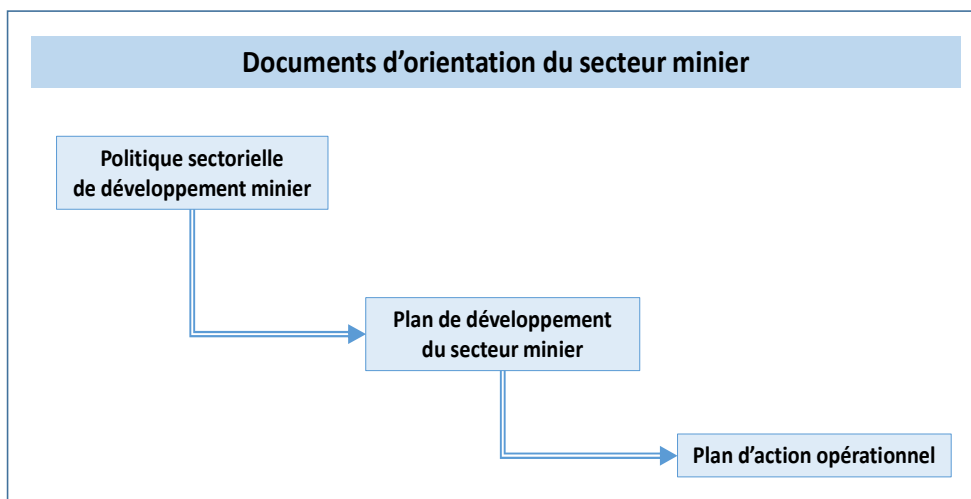 Documents d’orientation du secteur minier
Politique sectorielle
de développement minier
Plan de développement
du secteur minier
Plan d’action opérationnel